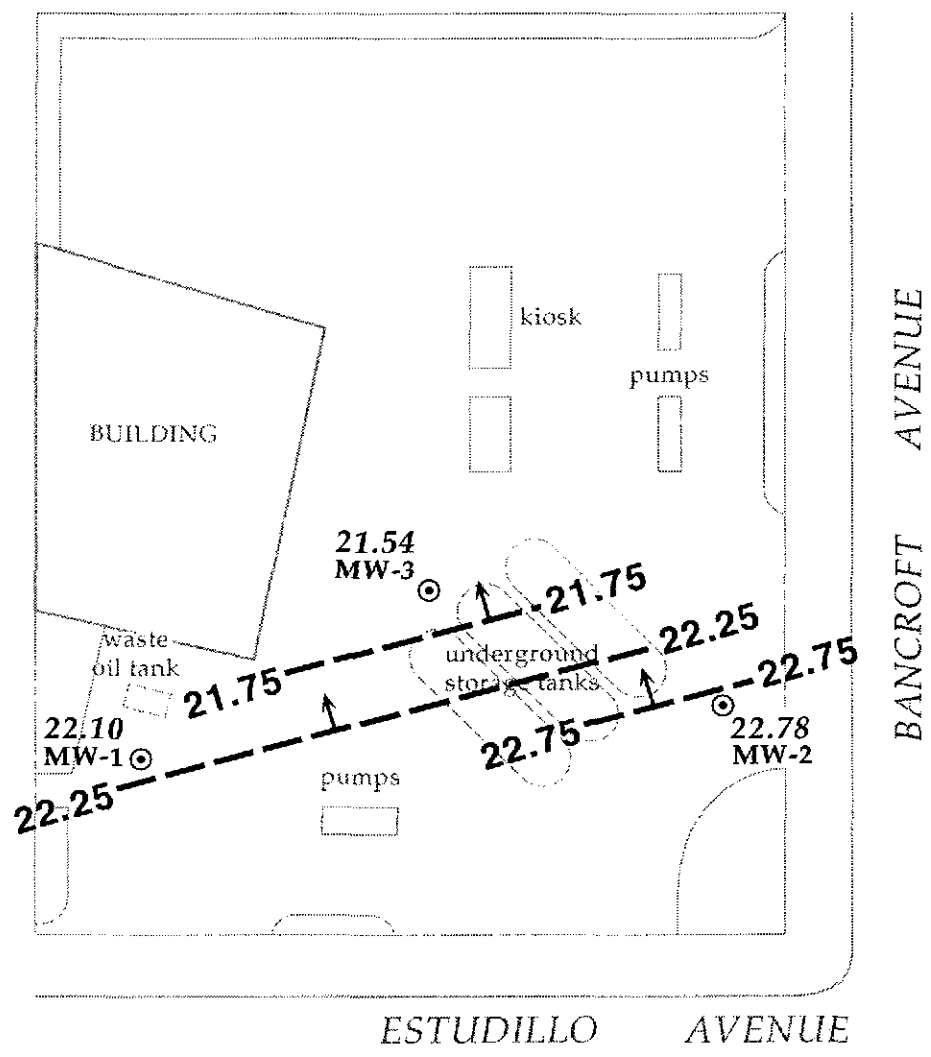 kiosk
pumps
BUILDING
AVENUE
BANCROFT
21.54
MW-3
21.75
22.25
22.75
waste
oil tank
underground
storage tanks
21.75
22.10
MW-1
22.75
22.78
MW-2
pumps
22.25
ESTUDILLO AVENUE